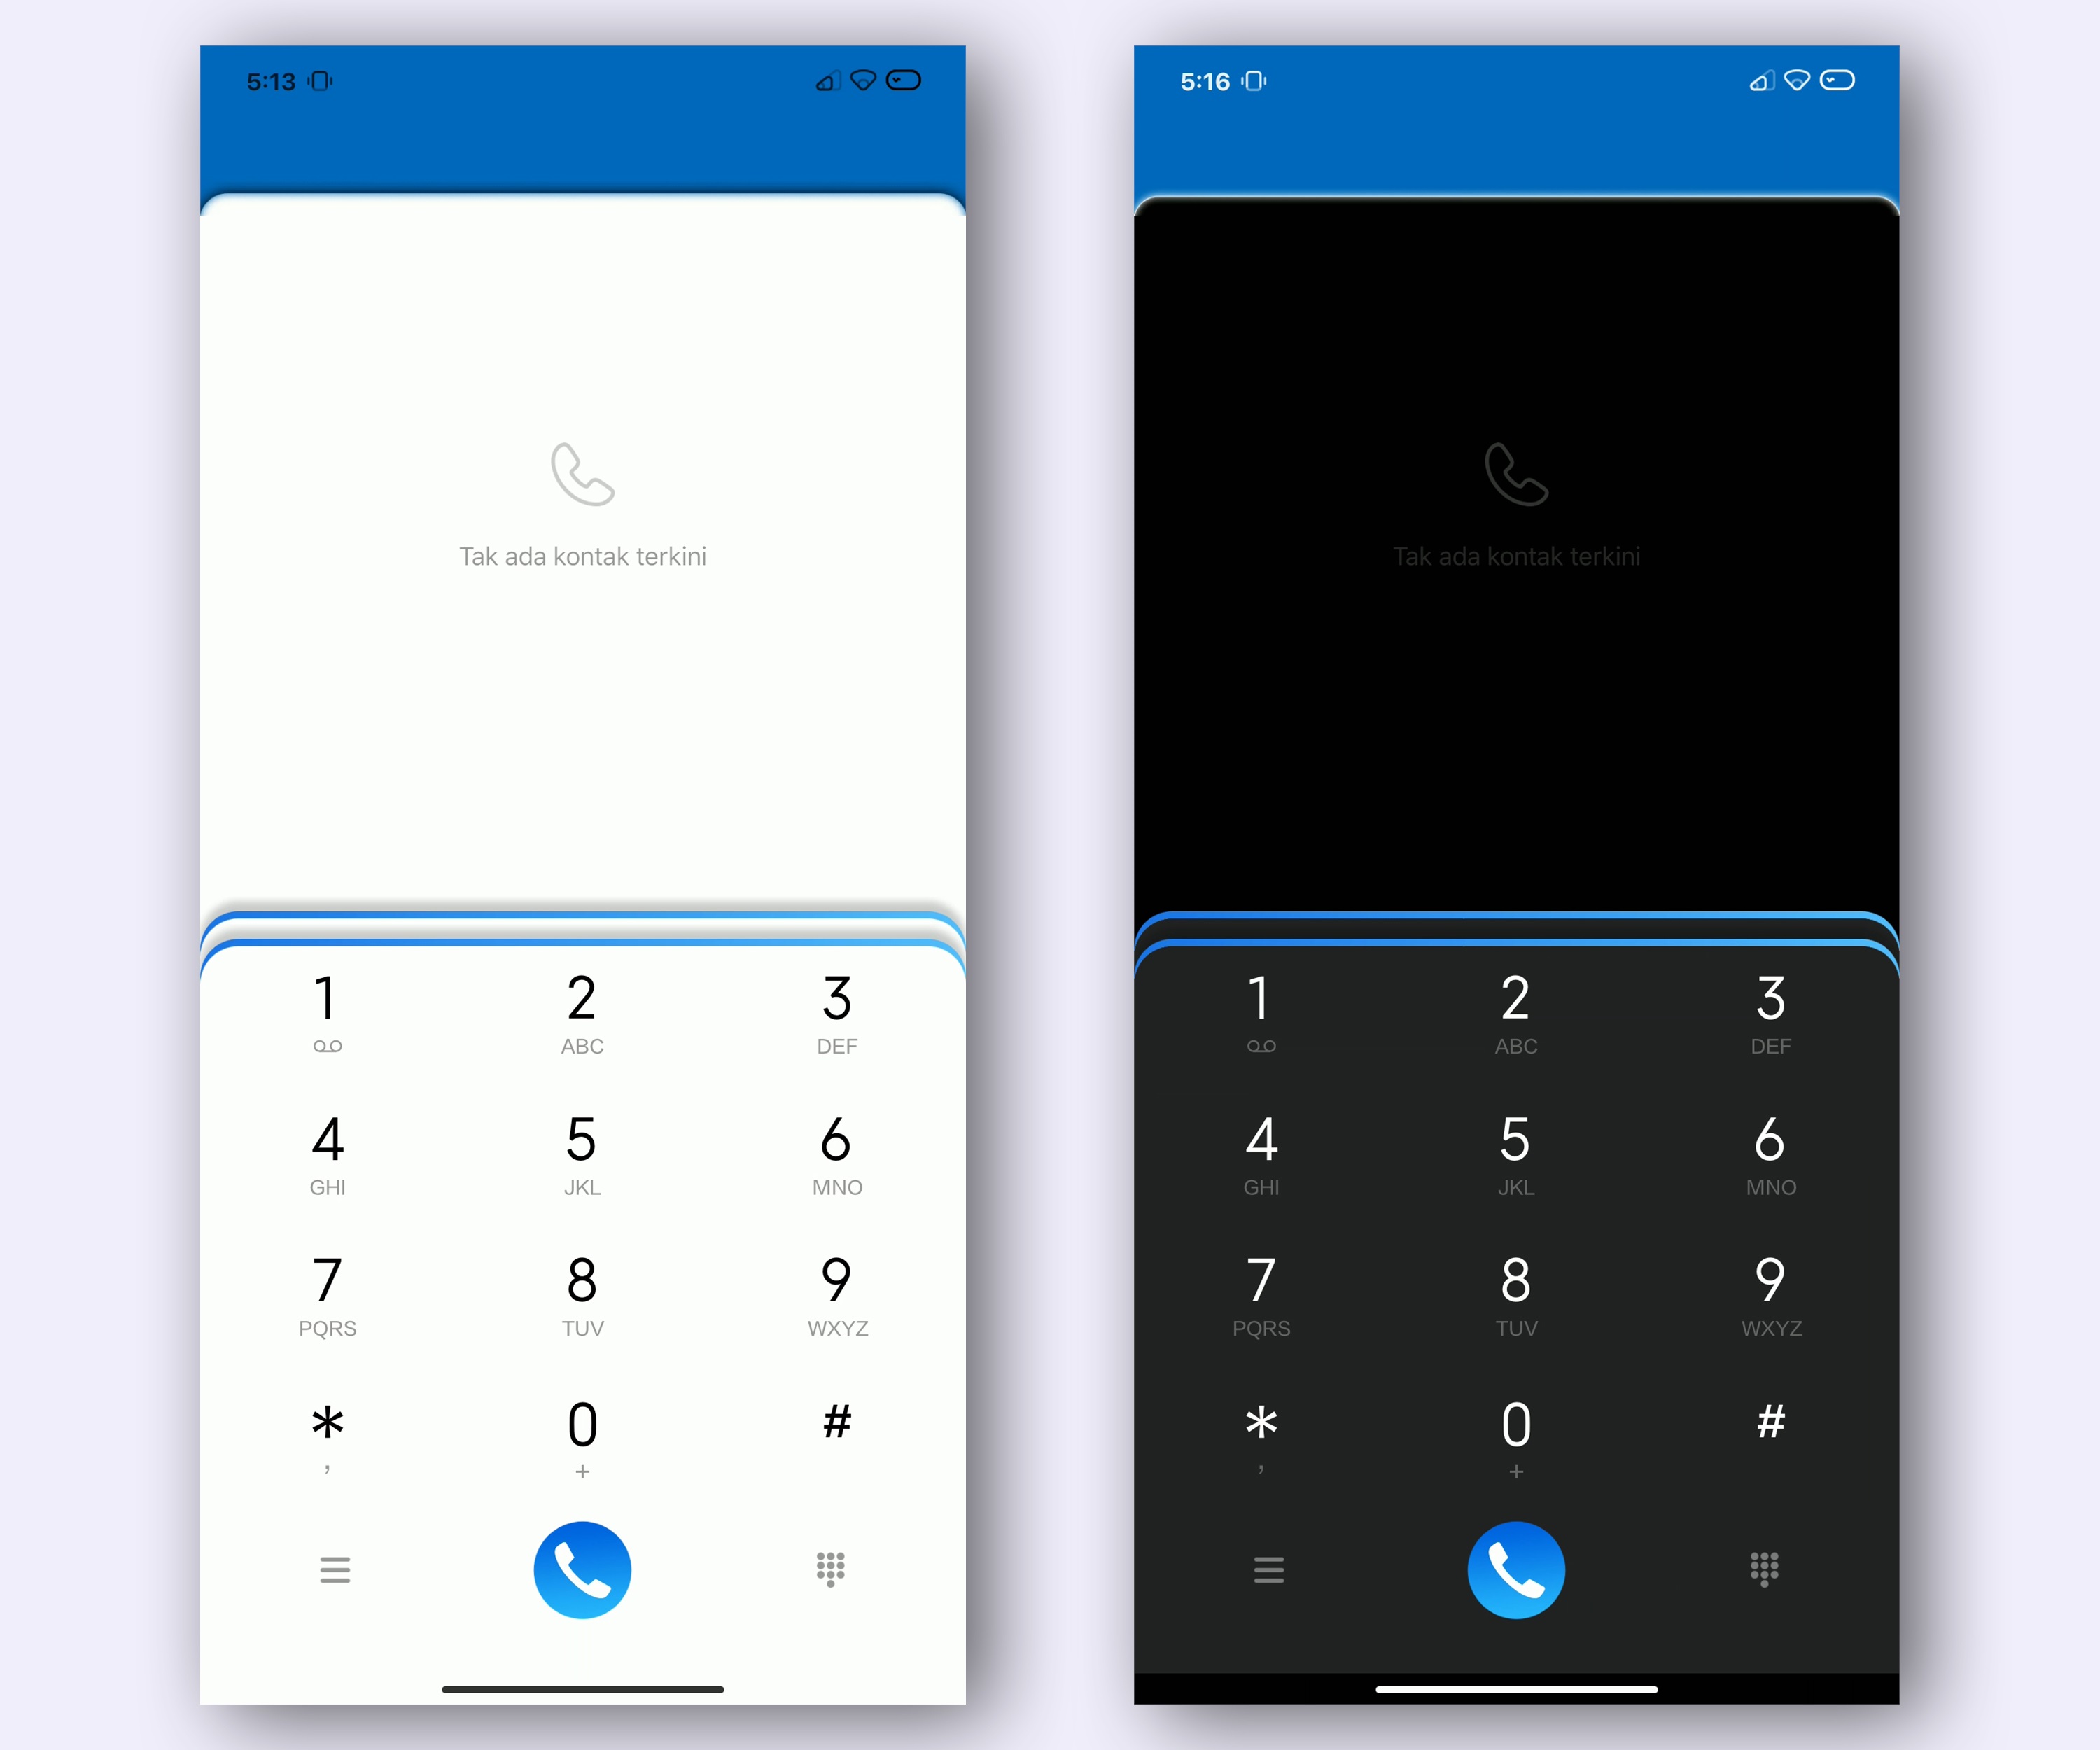 5:13
Tak ada kontak terkini
1 2 3
ABC DEF
4 5 6
GHI JKL MNO
7 8 9
PQRS TUV WXYZ
* 0 #
, +
5:16
Tak ada kontak terkini
1 2 3
ABC DEF
4 5 6
GHI JKL MNO
7 8 9
PQRS TUV WXYZ
* 0 #
, +